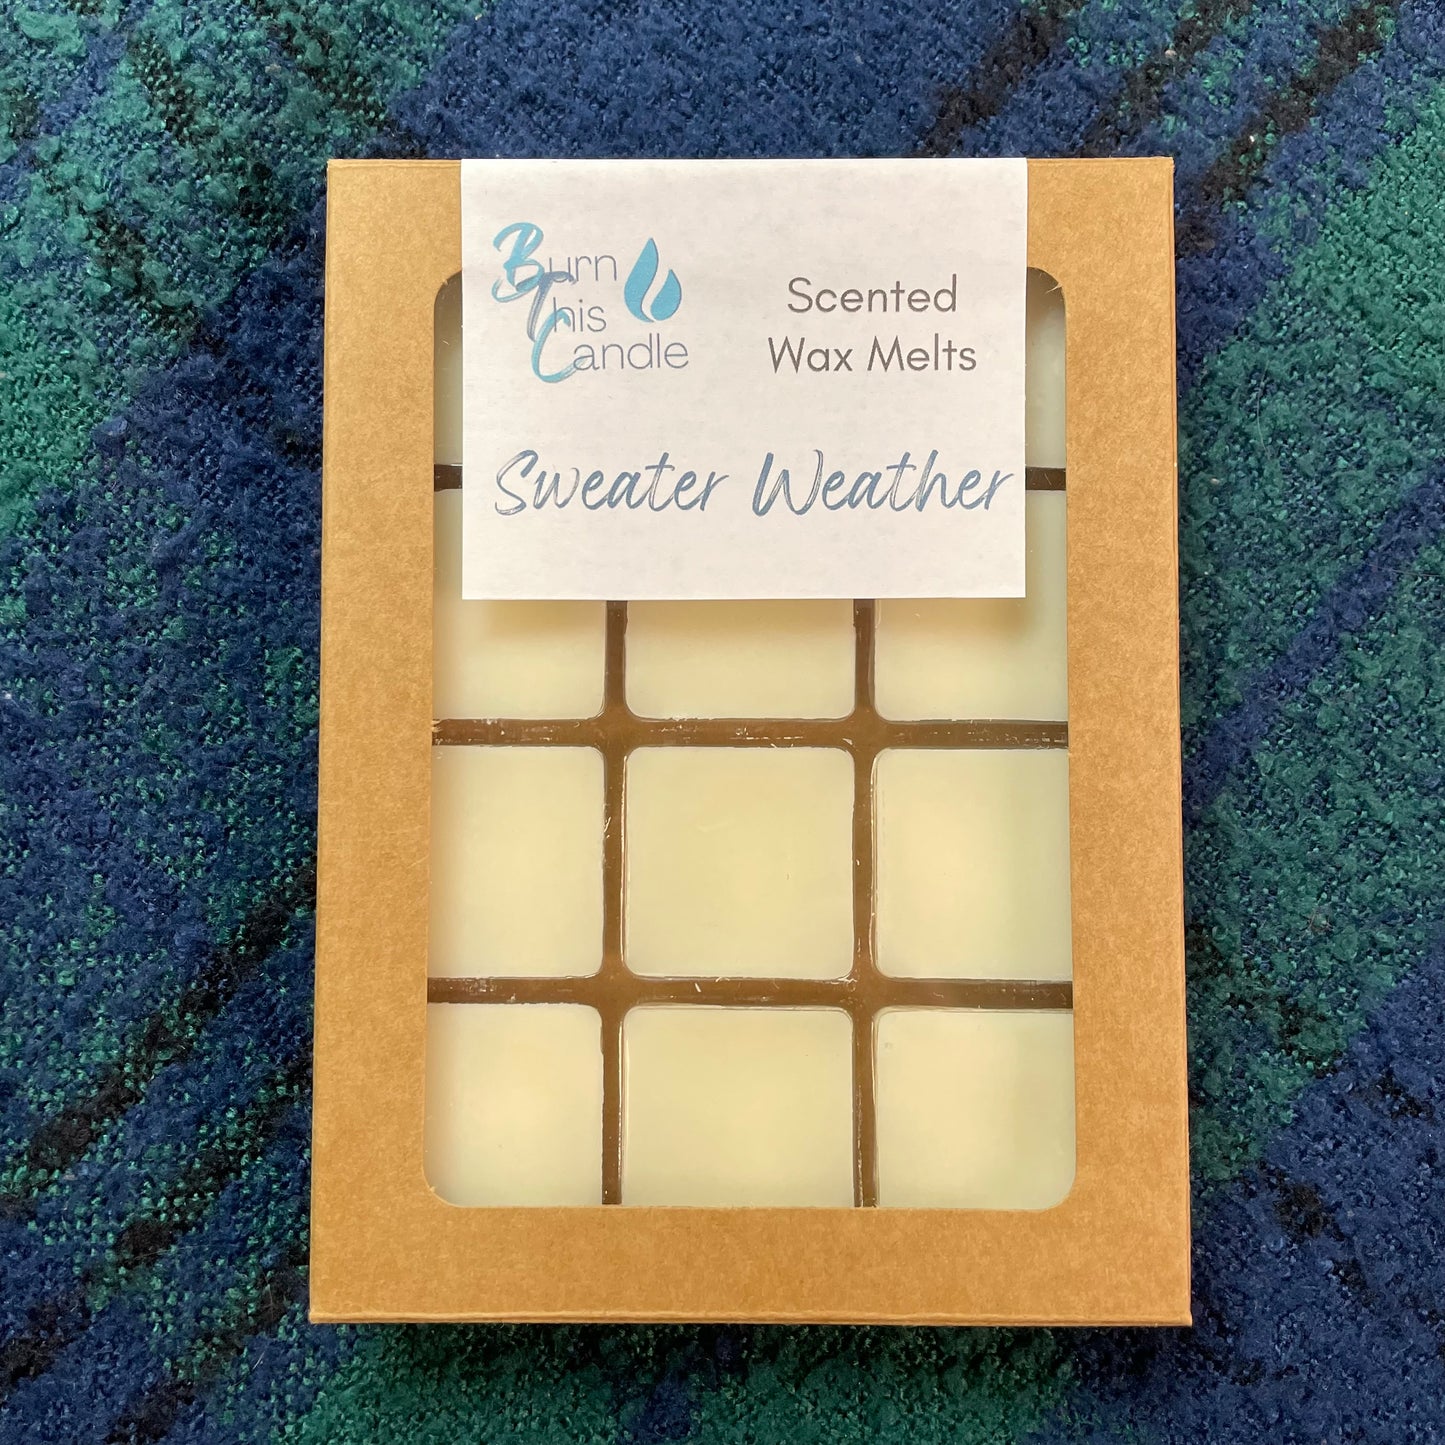 Burn
This
Candle
Scented
Wax Melts
Sweater Weather